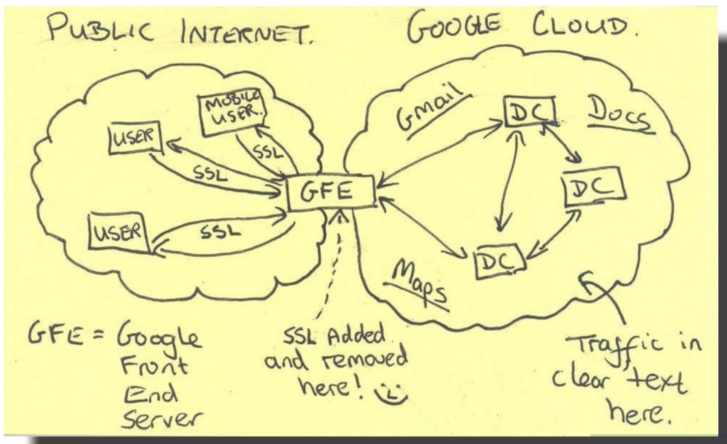 PUBLIC INTERNET.
GOOGLE CLOUD.
MOBILE
USER.
USER
SSL
SSL
USER
SSL
GFE
Gmail
DC
Docs
DC
DC
Maps
GFE = Google
Front
End
Server
SSL Added
and removed
here!
Traffic in
clear text
here.